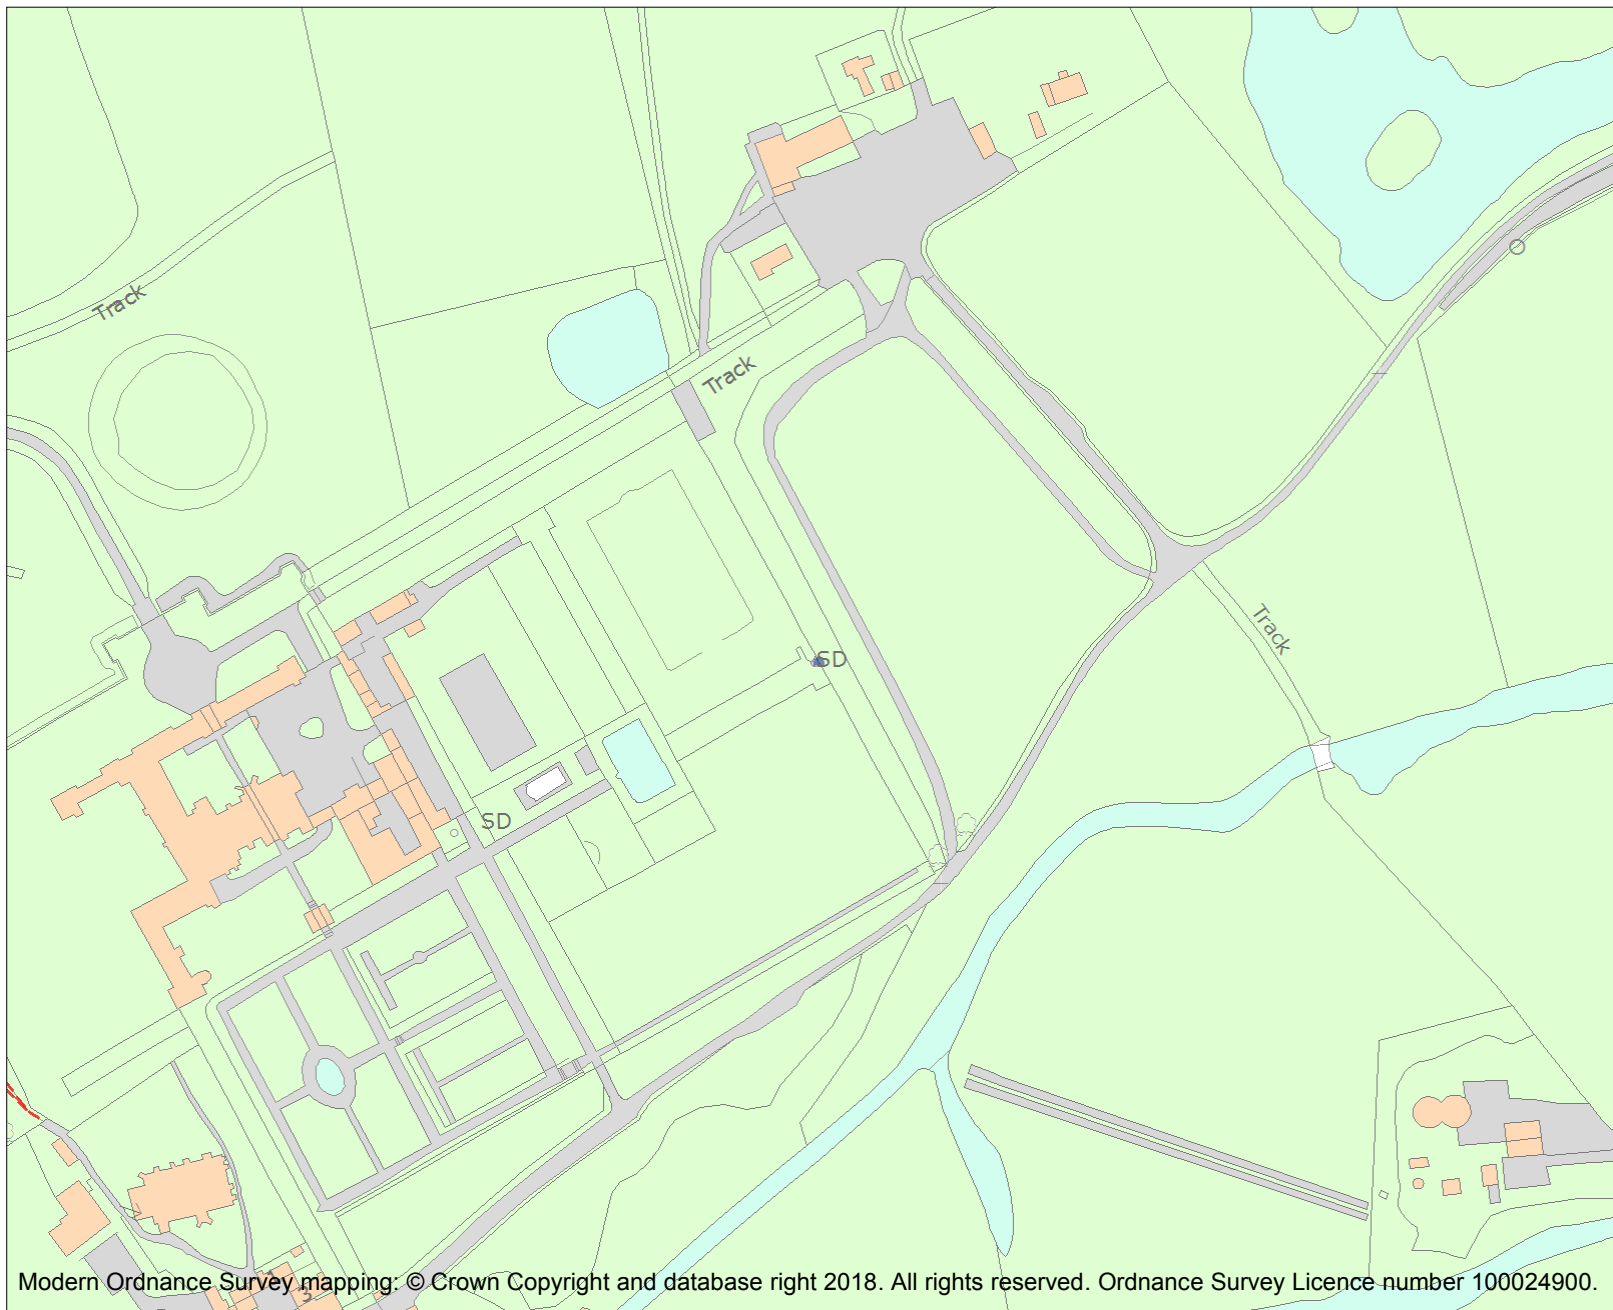 Track
Track
Track
SD
SD
Modern Ordnance Survey mapping: © Crown Copyright and database right 2018. All rights reserved. Ordnance Survey Licence number 100024900.